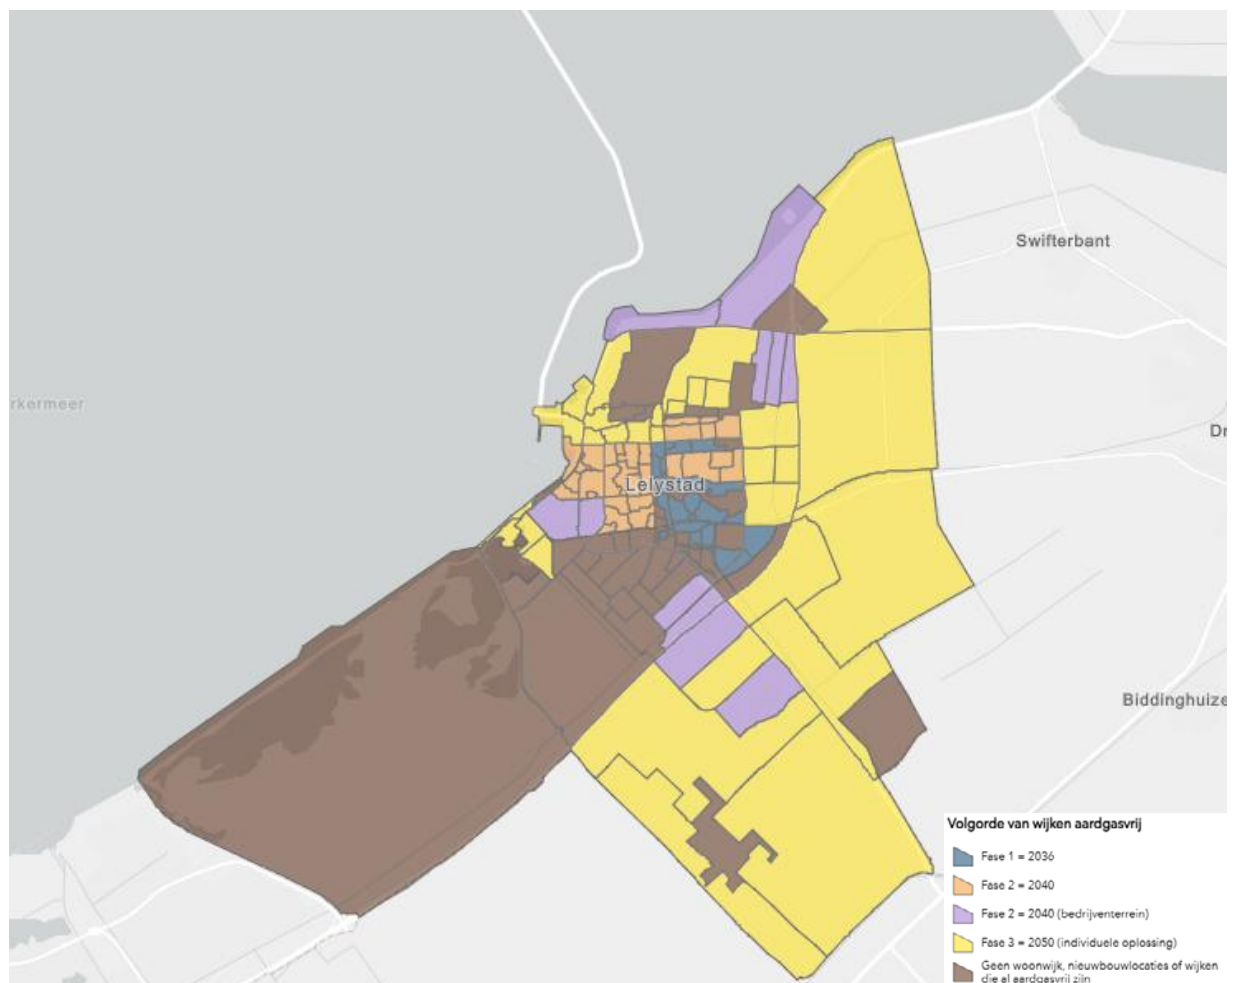 Swifterbant
rkermeer
Dr
Lelystad
Biddinghuize
Volgorde van wijken aardgasvrij
Fase 1 = 2036
Fase 2 = 2040
Fase 2 = 2040 (bedrijventerrein)
Fase 3 = 2050 (individuele oplossing)
Geen woonwijk, nieuwbouwlocaties of wijken
die al aardgasvrij zijn